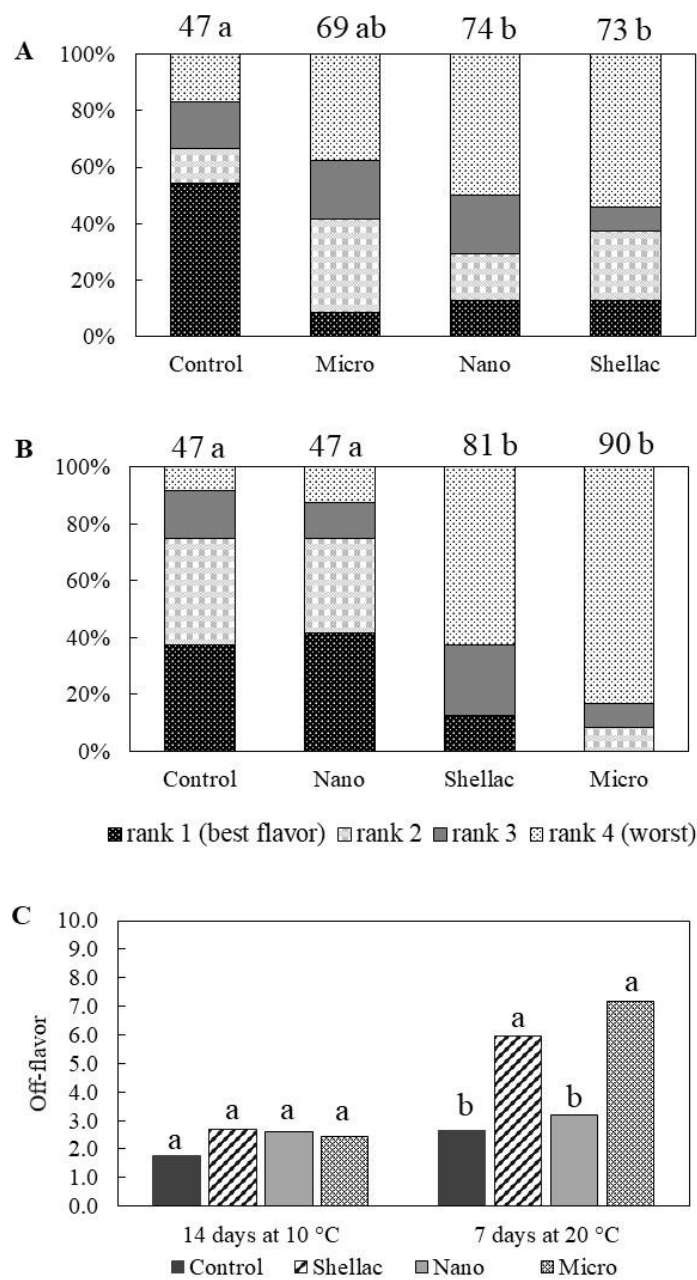 A
47 a 69 ab 74 b 73 b
100%
80%
60%
40%
20%
0%
Control Micro Nano Shellac
B
47 a 47 a 81 b 90 b
100%
80%
60%
40%
20%
0%
Control Nano Shellac Micro
rank 1 (best flavor) rank 2 rank 3 rank 4 (worst)
C
Off-flavor
10.0
9.0
8.0
7.0
6.0
5.0
4.0
3.0
2.0
1.0
0.0
a a a a b a b a
14 days at 10 °C 7 days at 20 °C
Control Shellac Nano Micro